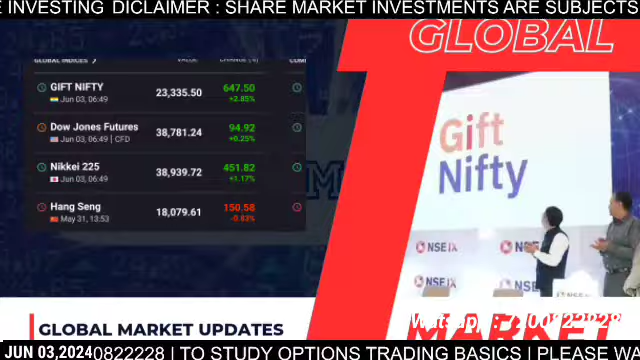 E INVESTING DICLAIMER : SHARE MARKET INVESTMENTS ARE SUBJECTS
GLOBAL
GLOBAL INDICES
VALUE
CHANGE (%)
GIFT NIFTY
Jun 03, 06:49
23,335.50
647.50
+2.85%
Dow Jones Futures
Jun 03, 06:49 | CFD
38,781.24
94.92
+0.25%
Nikkei 225
Jun 03, 06:49
38,939.72
451.82
+1.17%
Hang Seng
May 31, 13:53
18,079.61
150.58
-0.83%
Gift
Nifty
NSE IX
NSE IX
GLOBAL MARKET UPDATES
MARKET
JUN 03,2024 0822228 | TO STUDY OPTIONS TRADING BASICS | PLEASE WA